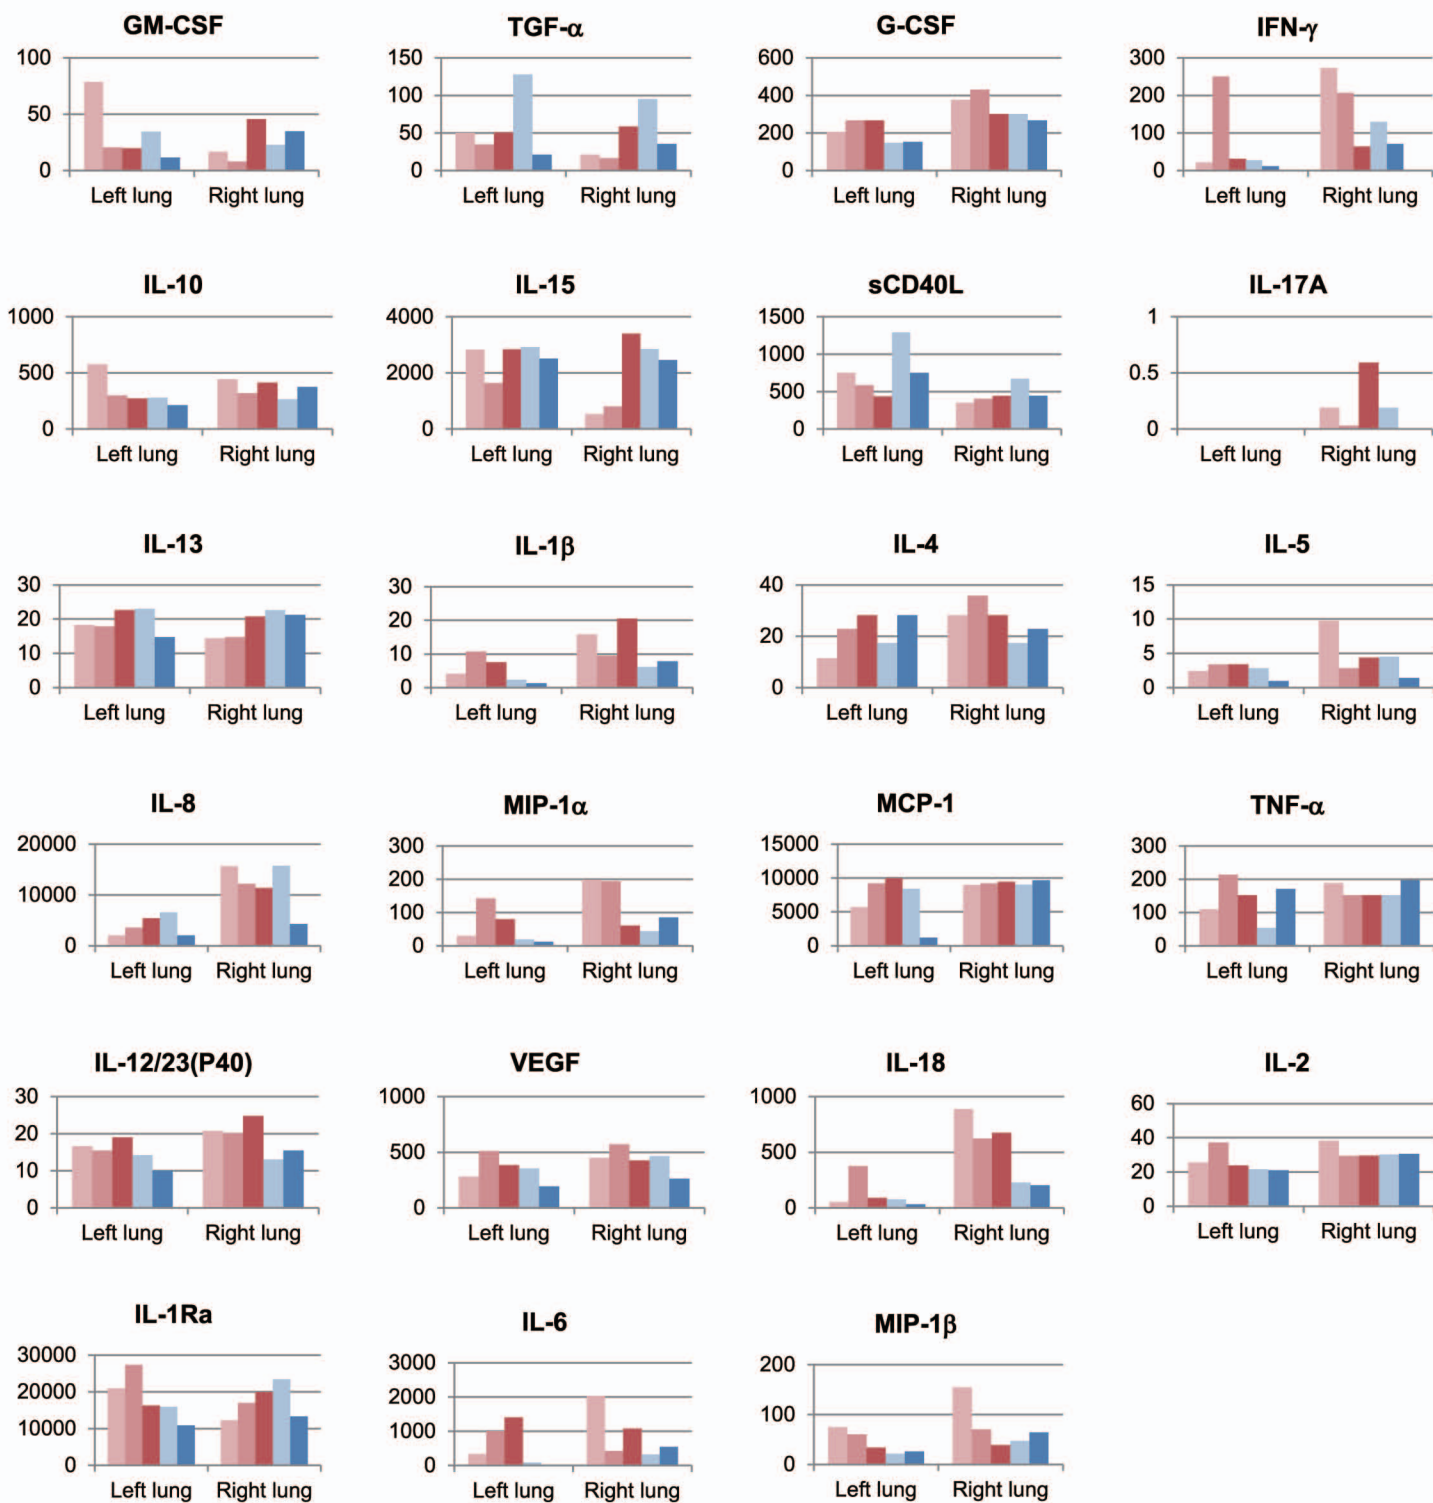 GM-CSF
100
50
0
Left lung Right lung
TGF-α
150
100
50
0
Left lung Right lung
G-CSF
600
400
200
0
Left lung Right lung
IFN-γ
300
200
100
0
Left lung Right lung
IL-10
1000
500
0
Left lung Right lung
IL-15
4000
2000
0
Left lung Right lung
sCD40L
1500
1000
500
0
Left lung Right lung
IL-17A
1
0.5
0
Left lung Right lung
IL-13
30
20
10
0
Left lung Right lung
IL-1β
30
20
10
0
Left lung Right lung
IL-4
40
20
0
Left lung Right lung
IL-5
15
10
5
0
Left lung Right lung
IL-8
20000
10000
0
Left lung Right lung
MIP-1α
300
200
100
0
Left lung Right lung
MCP-1
15000
10000
5000
0
Left lung Right lung
TNF-α
300
200
100
0
Left lung Right lung
IL-12/23(P40)
30
20
10
0
Left lung Right lung
VEGF
1000
500
0
Left lung Right lung
IL-18
1000
500
0
Left lung Right lung
IL-2
60
40
20
0
Left lung Right lung
IL-1Ra
30000
20000
10000
0
Left lung Right lung
IL-6
3000
2000
1000
0
Left lung Right lung
MIP-1β
200
100
0
Left lung Right lung